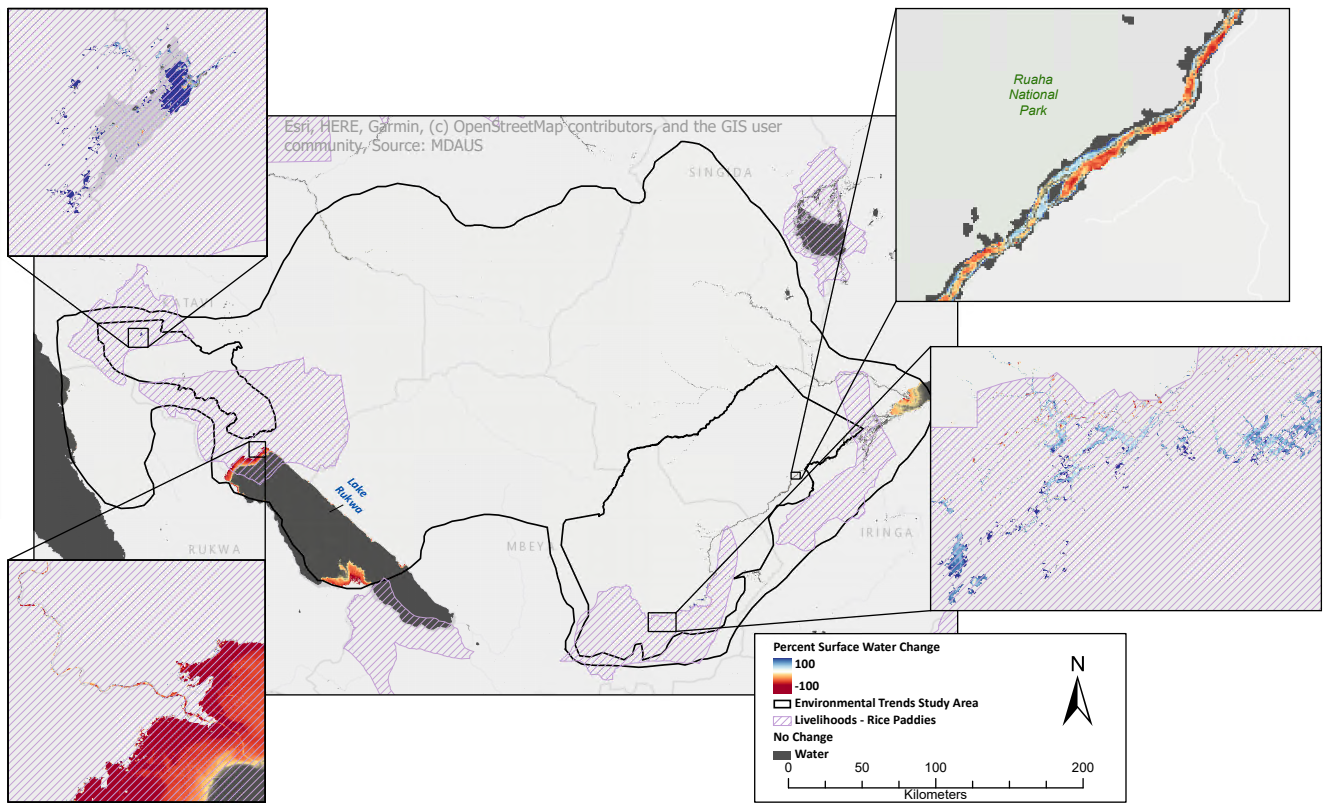 Esri, HERE, Garmin, (c) OpenStreetMap contributors, and the GIS user
community, Source: MDAUS
Ruaha
National
Park
SINGIDA
KATAVI
Lake
Rukwa
RUKWA
MBEYA
IRINGA
Percent Surface Water Change
100
-100
Environmental Trends Study Area
Livelihoods - Rice Paddies
No Change
Water
N
0 50 100 200
Kilometers